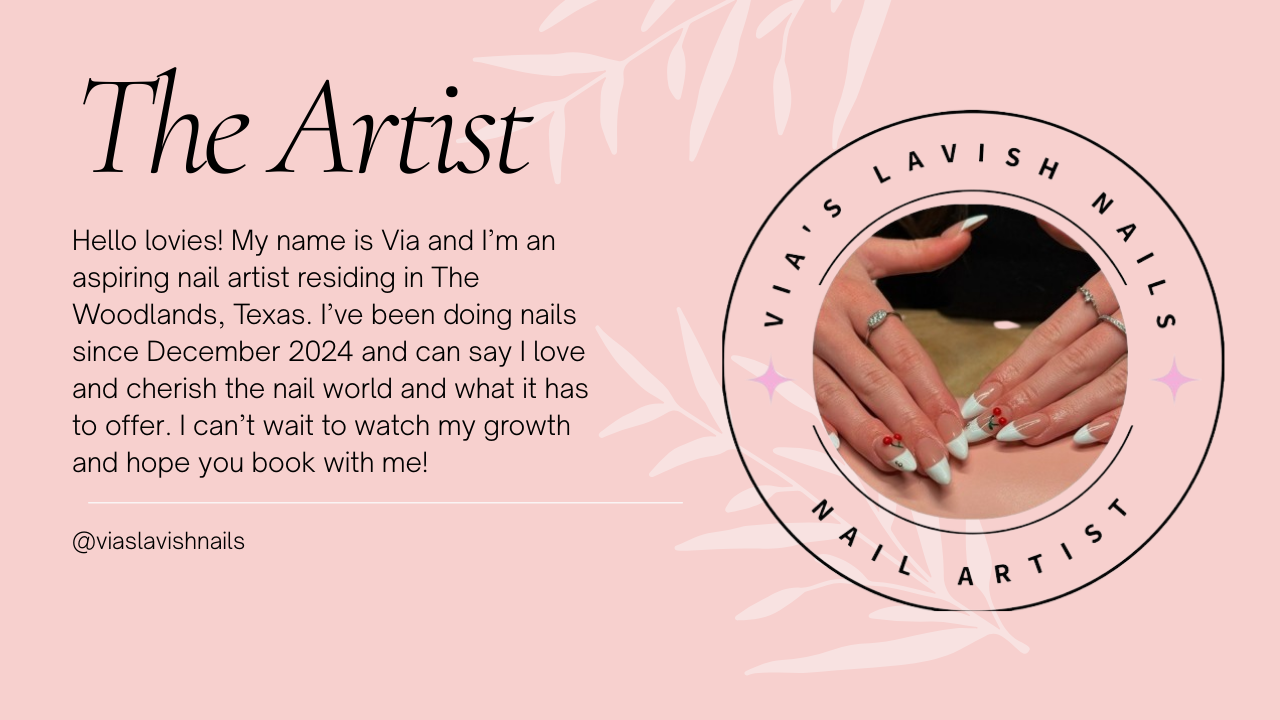 The Artist
Hello lovies! My name is Via and I’m an
aspiring nail artist residing in The
Woodlands, Texas. I’ve been doing nails
since December 2024 and can say I love
and cherish the nail world and what it has
to offer. I can’t wait to watch my growth
and hope you book with me!
@viaslavishnails
VIA'S LAVISH NAILS
NAIL ARTIST